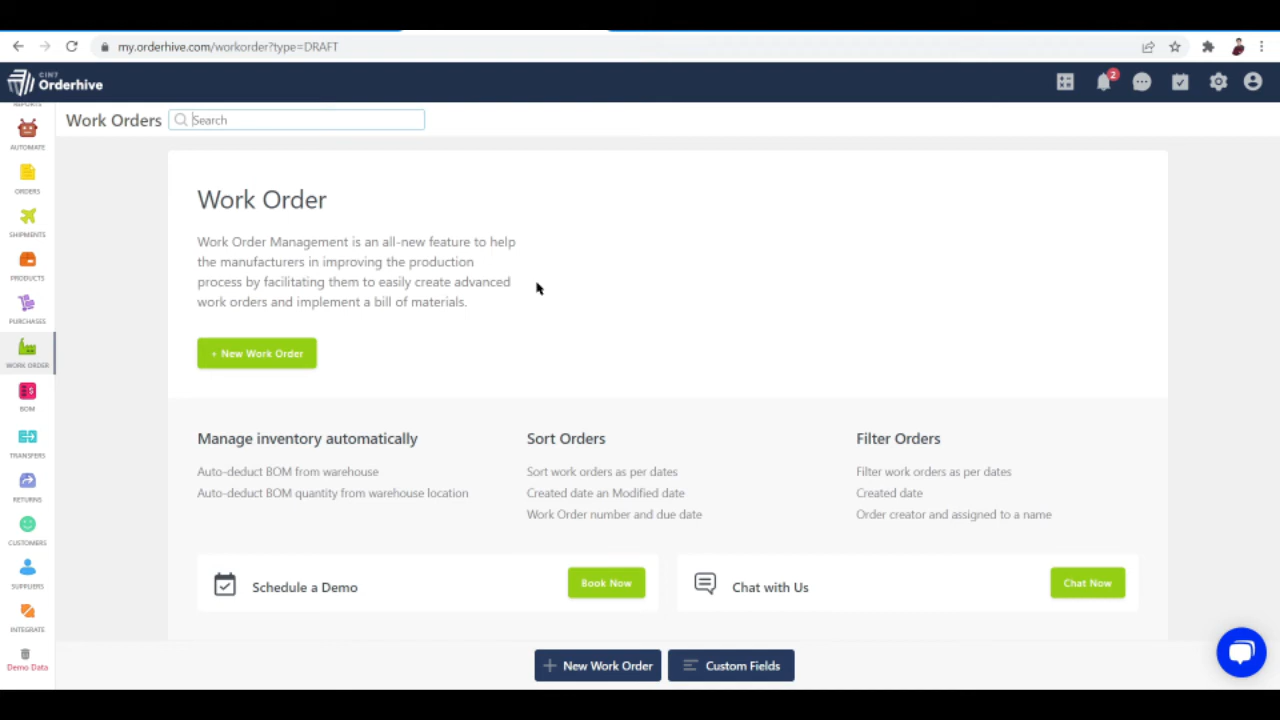 my.orderhive.com/workorder?type=DRAFT
CIN7
Orderhive
2
REPORTS
AUTOMATE
ORDERS
SHIPMENTS
PRODUCTS
PURCHASES
WORK ORDER
BOM
TRANSFERS
RETURNS
CUSTOMERS
SUPPLIERS
INTEGRATE
Demo Data
Work Orders
Search
Work Order
Work Order Management is an all-new feature to help
the manufacturers in improving the production
process by facilitating them to easily create advanced
work orders and implement a bill of materials.
+ New Work Order
Manage inventory automatically
Auto-deduct BOM from warehouse
Auto-deduct BOM quantity from warehouse location
Sort Orders
Sort work orders as per dates
Created date an Modified date
Work Order number and due date
Filter Orders
Filter work orders as per dates
Created date
Order creator and assigned to a name
Schedule a Demo
Book Now
Chat with Us
Chat Now
New Work Order
Custom Fields